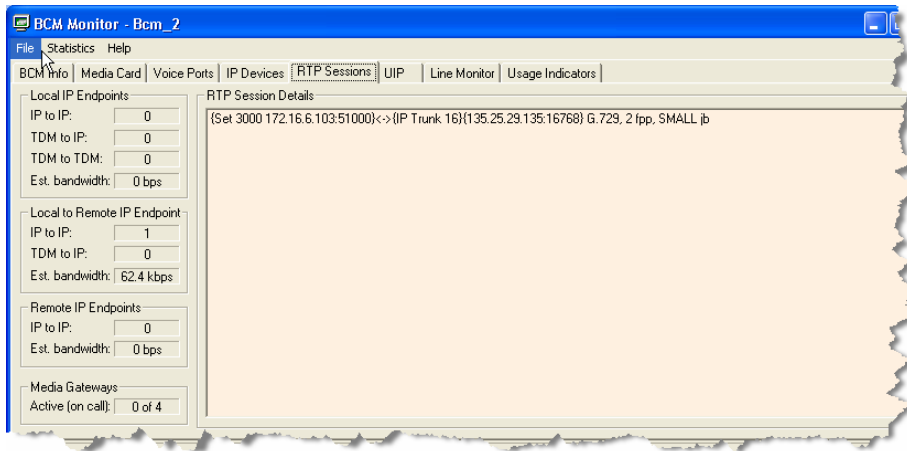 BCM Monitor - Bcm_2
File Statistics Help
BCM Info Media Card Voice Ports IP Devices RTP Sessions UIP Line Monitor Usage Indicators
Local IP Endpoints
IP to IP: 0
TDM to IP: 0
TDM to TDM: 0
Est. bandwidth: 0 bps
Local to Remote IP Endpoint
IP to IP: 1
TDM to IP: 0
Est. bandwidth: 62.4 kbps
Remote IP Endpoints
IP to IP: 0
Est. bandwidth: 0 bps
Media Gateways
Active (on call): 0 of 4
RTP Session Details
{Set 3000 172.16.6.103:51000}<->{IP Trunk 16}{135.25.29.135:16768} G.729, 2 fpp, SMALL jb